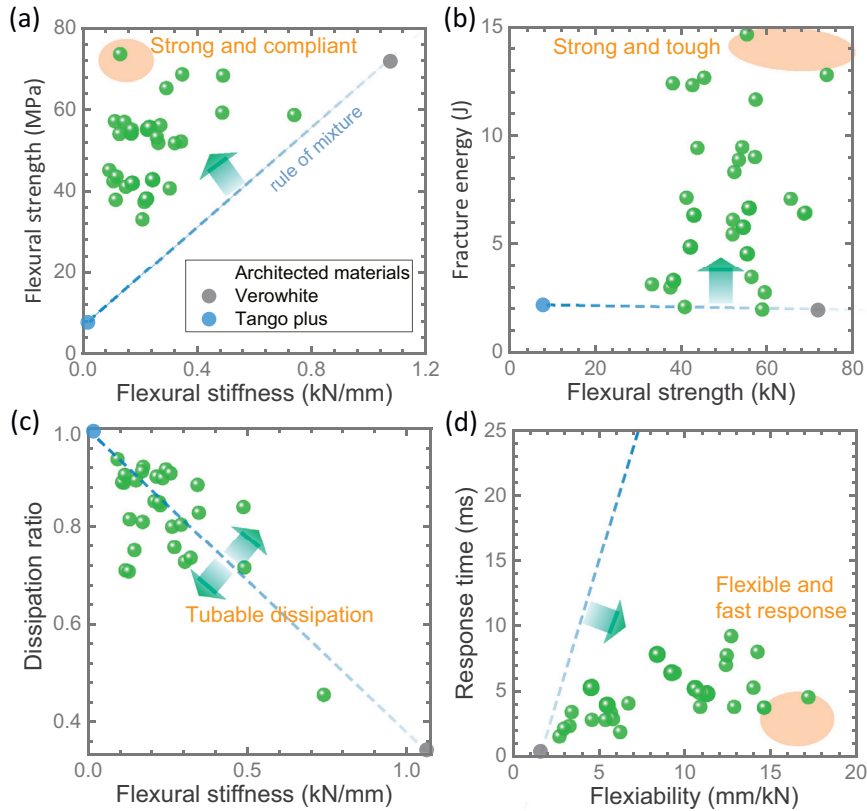 (a)
Strong and compliant
rule of mixture
Architected materials
Verowhite
Tango plus
Flexural strength (MPa)
80
60
40
20
0
0.0
0.4
0.8
1.2
Flexural stiffness (kN/mm)
(b)
Strong and tough
Fracture energy (J)
15
10
5
0
0
20
40
60
80
Flexural strength (kN)
(c)
Tubable dissipation
Dissipation ratio
1.0
0.8
0.6
0.4
0.0
0.5
1.0
Flexural stiffness (kN/mm)
(d)
Flexible and
fast response
Response time (ms)
25
20
15
10
5
0
0
5
10
15
20
Flexiability (mm/kN)